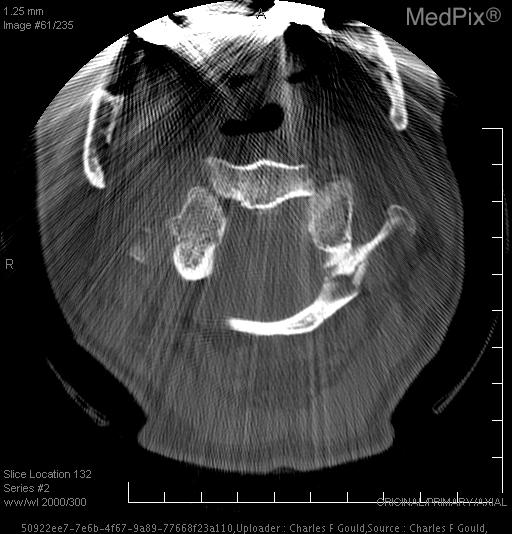 1.25 mm
Image #61/235
MedPix®
A
R
Slice Location 132
Series #2
ww/wl 2000/300
ORIGINAL\PRIMARY\AXIAL
50922ee7-7e6b-4f67-9a89-77668f23a110,Uploader : Charles F Gould,Source : Charles F Gould,